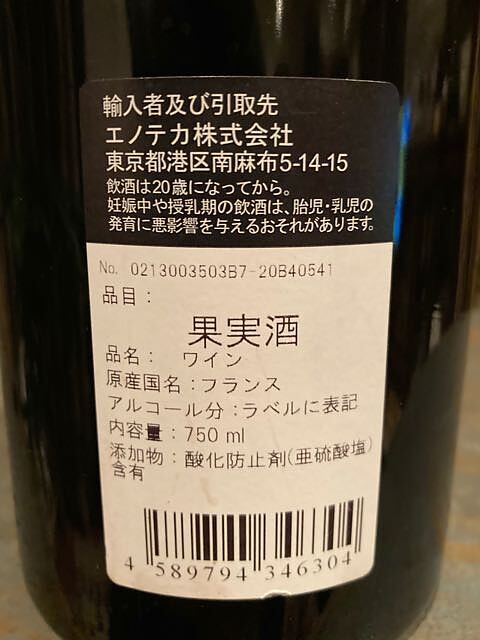 輸入者及び引取先
エノテカ株式会社
東京都港区南麻布5-14-15
飲酒は20歳になってから。
妊娠中や授乳期の飲酒は、胎児・乳児の
発育に悪影響を与えるおそれがあります。
No. 0213003503B7-20B40541
品目：
果実酒
品名： ワイン
原産国名：フランス
アルコール分：ラベルに表記
内容量：750 ml
添加物：酸化防止剤(亜硫酸塩)
含有
4 589794 346304